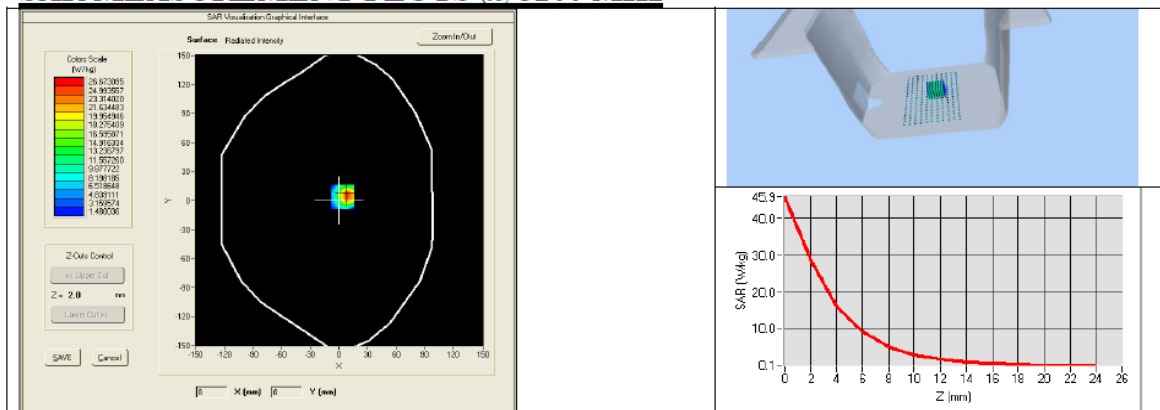 SAR Visualisation Graphical Interface
Surface Radiated Intensity
Zoom In/Out
Colors Scale
(W/kg)
26.673095
24.993557
23.314020
21.634483
19.954946
18.275409
16.595871
14.916334
13.236797
11.557260
9.877722
8.198185
6.518648
4.839111
3.159574
1.480036
Z-Cuts Control
<< Upper Cut
Z = 2.0 mm
Lower Cut >>
SAVE Cancel
150
120
90
60
30
0
-30
-60
-90
-120
-150
Y
-150 -120 -90 -60 -30 0 30 60 90 120 150
X
0 X (mm) 0 Y (mm)
45.9
40.0
30.0
20.0
10.0
0.1
SAR (W/kg)
0 2 4 6 8 10 12 14 16 18 20 22 24 26
Z (mm)